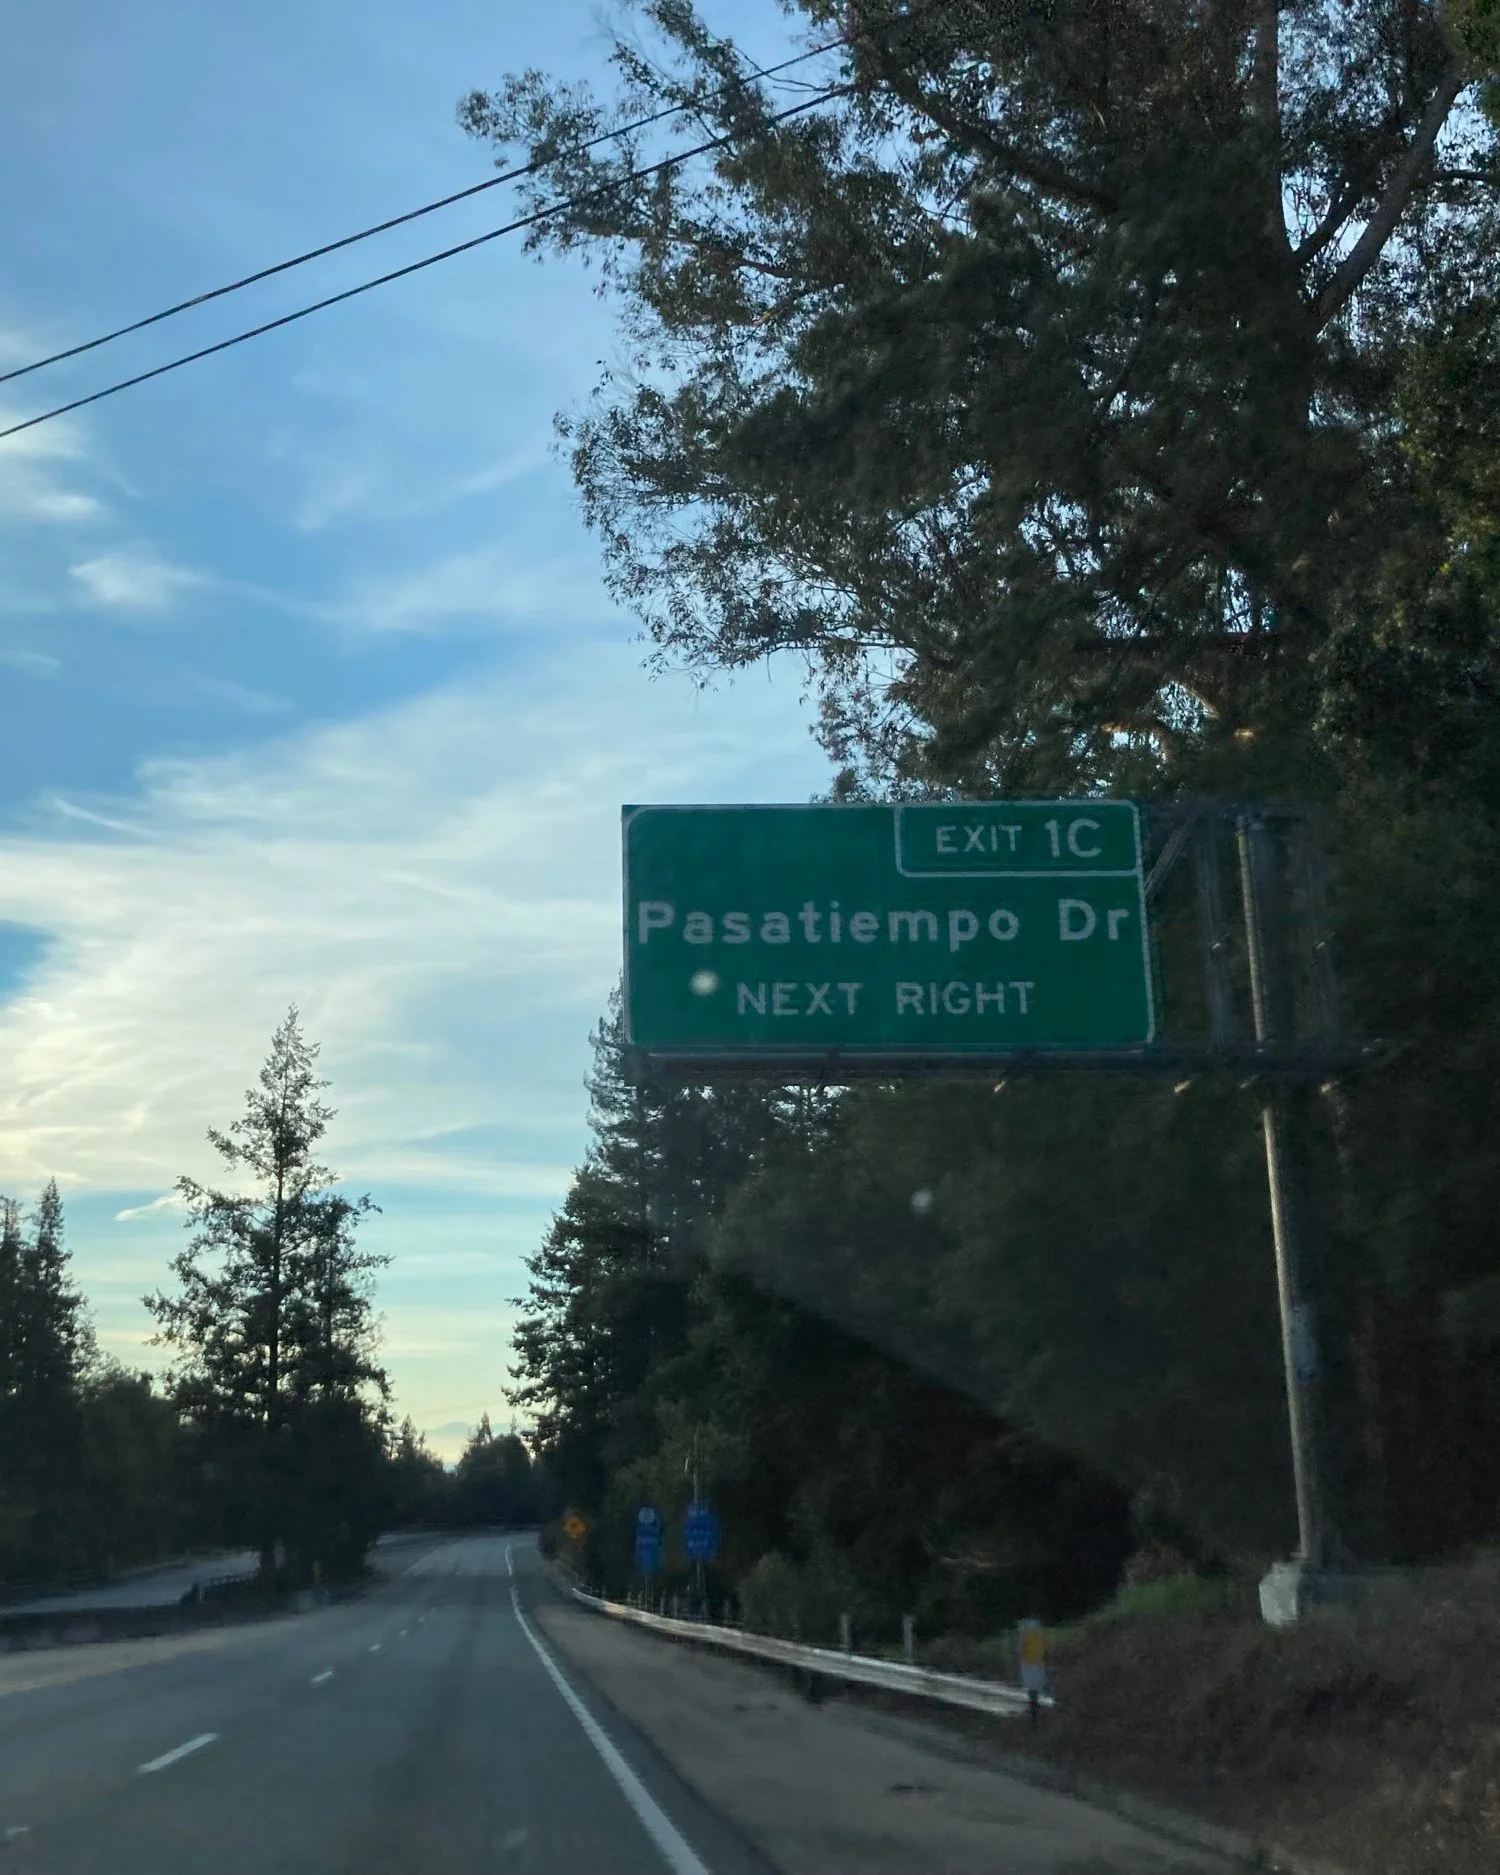 EXIT 1C
Pasatiempo Dr
NEXT RIGHT